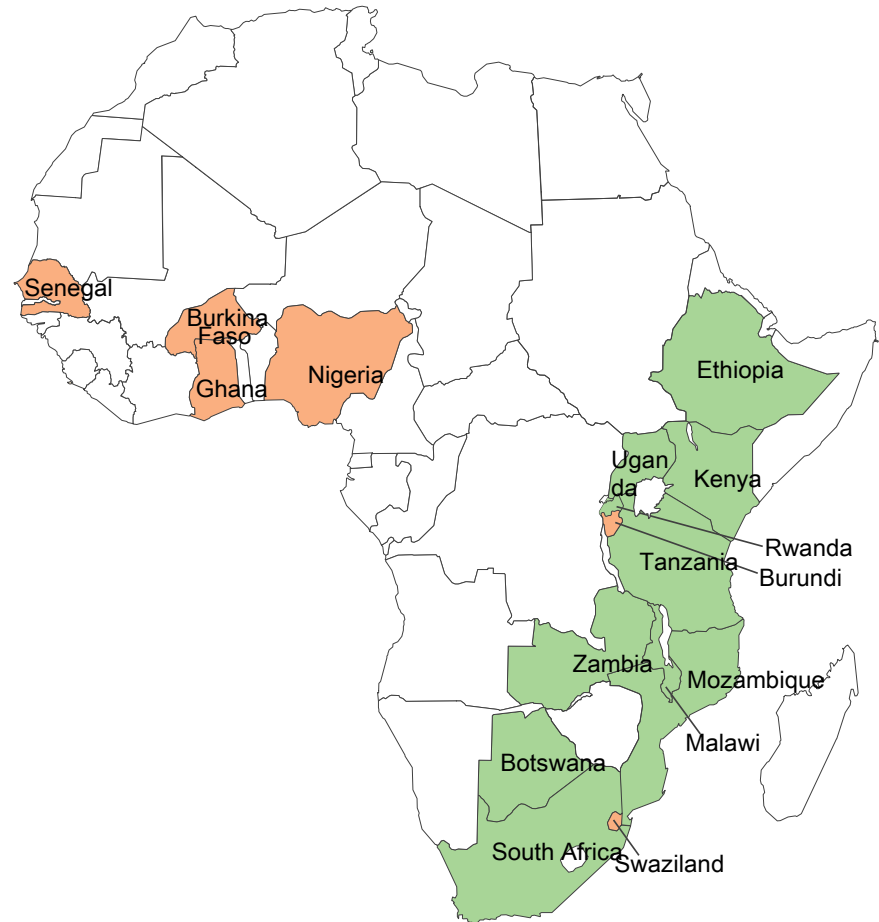 Senegal
Burkina
Faso
Ghana
Nigeria
Ethiopia
Ugan
da
Kenya
Rwanda
Tanzania
Burundi
Zambia
Mozambique
Malawi
Botswana
South Africa
Swaziland